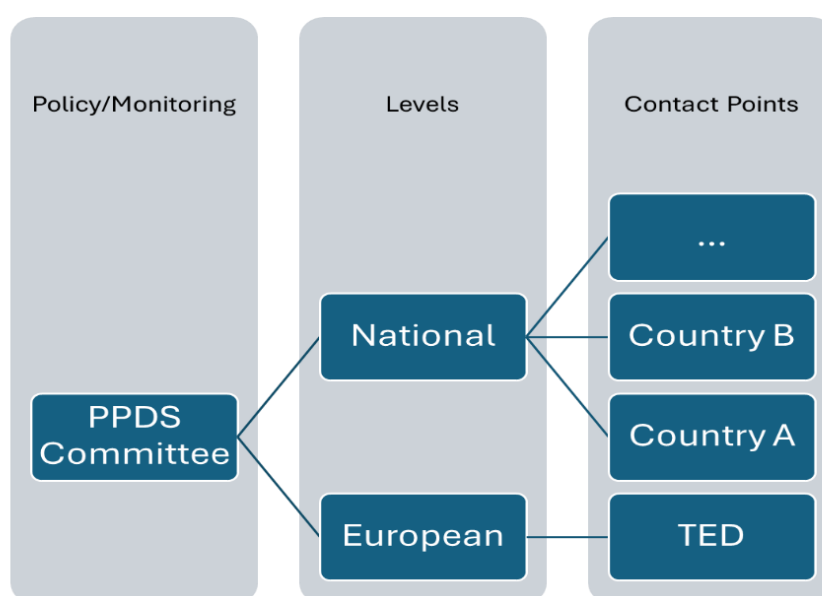 Policy/Monitoring
Levels
Contact Points
...
National
Country B
PPDS
Committee
Country A
European
TED